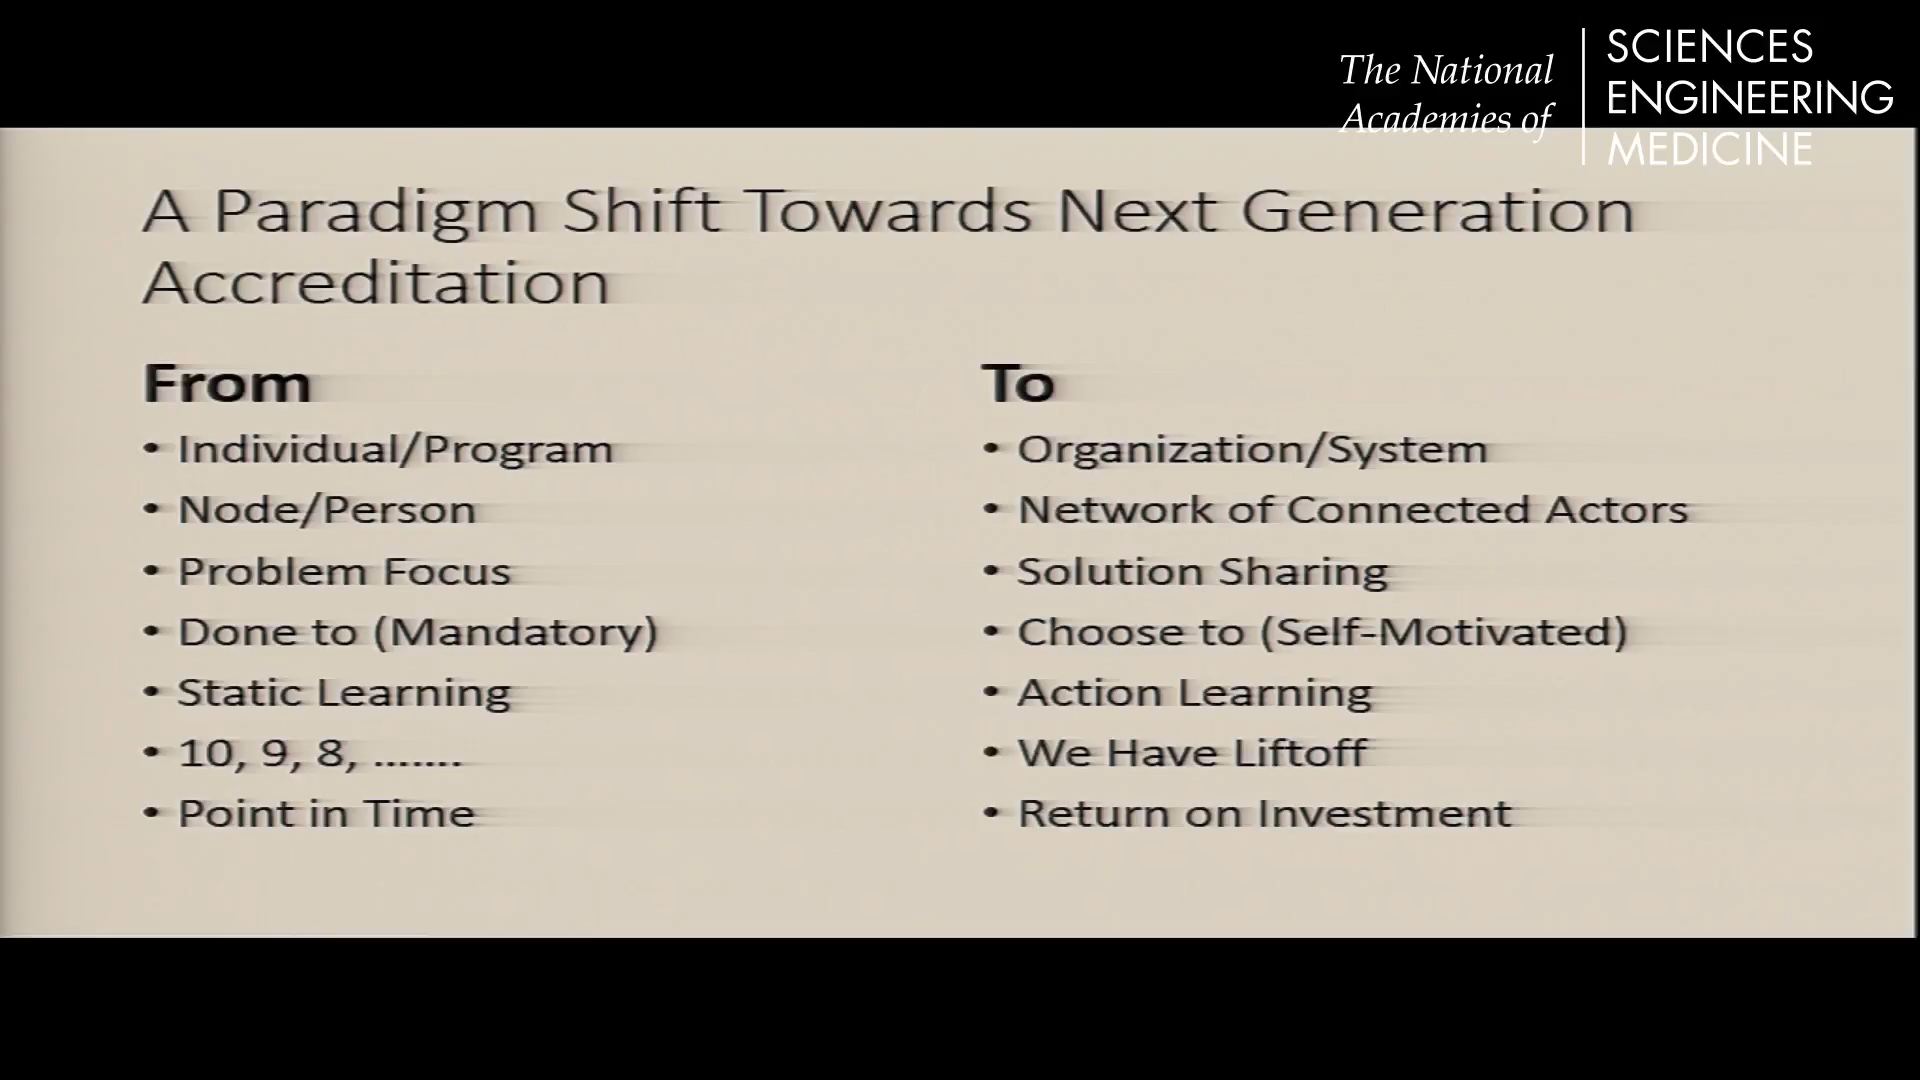 The National
Academies of
SCIENCES
ENGINEERING
MEDICINE
A Paradigm Shift Towards Next Generation
Accreditation
From
• Individual/Program
• Node/Person
• Problem Focus
• Done to (Mandatory)
• Static Learning
• 10, 9, 8, .......
• Point in Time
To
• Organization/System
• Network of Connected Actors
• Solution Sharing
• Choose to (Self-Motivated)
• Action Learning
• We Have Liftoff
• Return on Investment